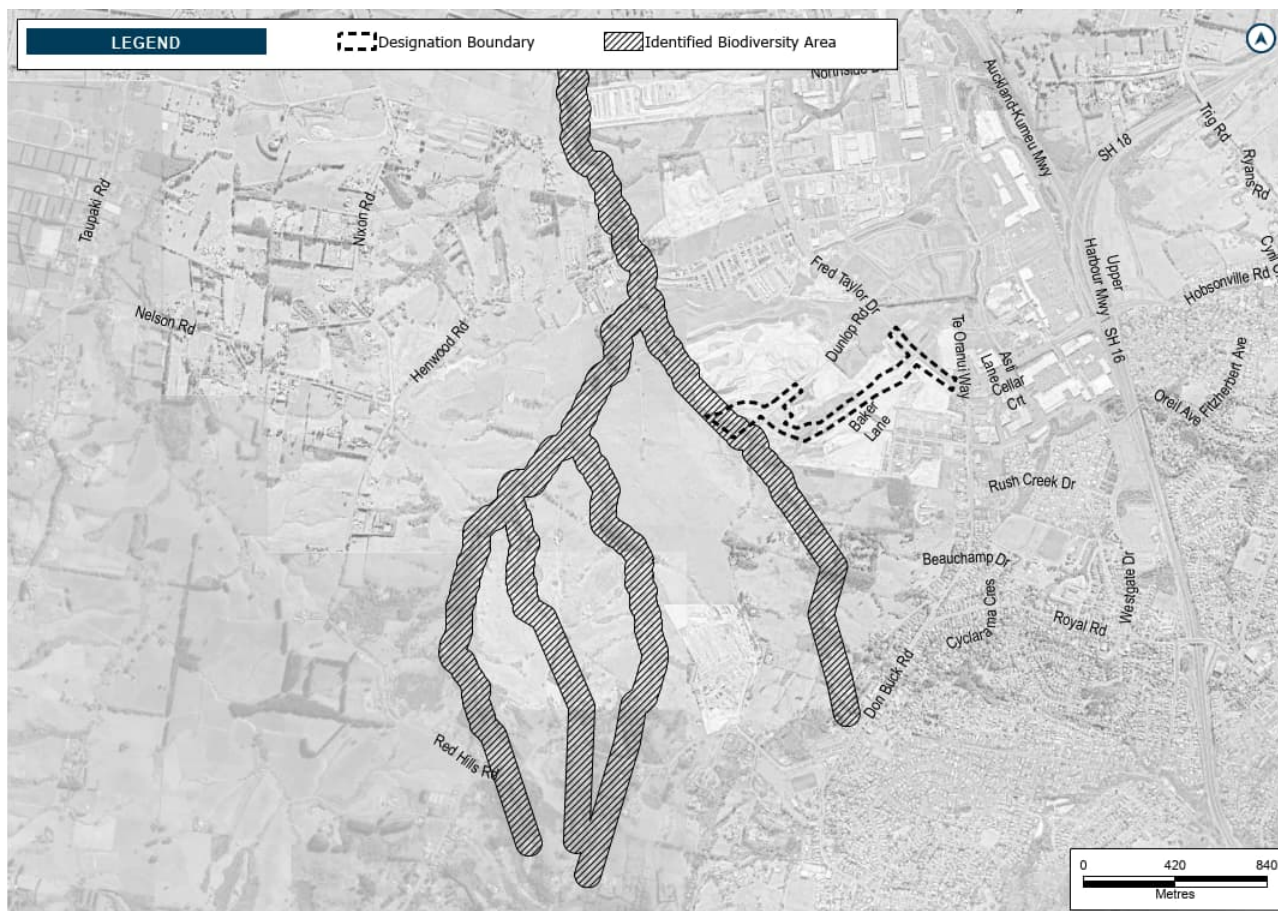 LEGEND
Designation Boundary
Identified Biodiversity Area
Auckland-Kumeu Mwy
SH 18
Trig Rd
Ryans Rd
Taupaki Rd
Nixon Rd
Upper
Harbour Mwy
Hobsonville Rd
Fred Taylor Dr
Nelson Rd
Henwood Rd
Dunlop Rd
Te Oranui Way
SH 16
Asti
Lane
Cellar
Crt
Fitzherbert Ave
Oreil Ave
Baker
Lane
Rush Creek Dr
Beauchamp Dr
Westgate Dr
Cyclarama Cres
Royal Rd
Don Buck Rd
Red Hills Rd
0 420 840
Metres